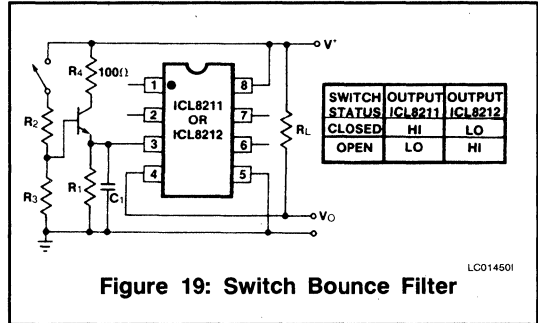 V+
R4
100Ω
1
8
ICL8211
OR
ICL8212
2
7
R2
3
6
RL
4
5
R3
R1
C1
VO
SWITCH STATUS OUTPUT ICL8211 OUTPUT ICL8212
CLOSED HI LO
OPEN LO HI
LC01450I
Figure 19: Switch Bounce Filter